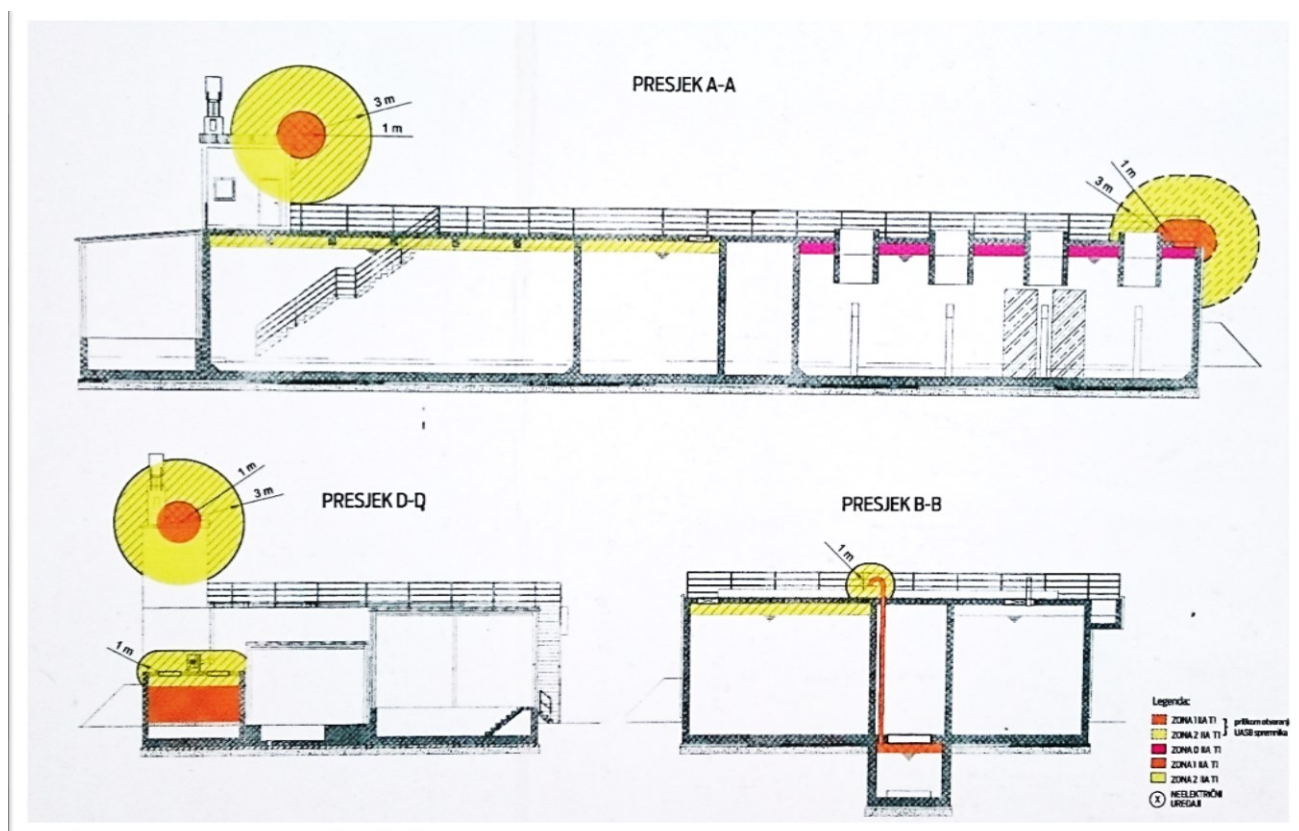 PRESJEK A-A
3 m
1 m
1 m
3 m
PRESJEK D-D
1 m
3 m
1 m
PRESJEK B-B
1 m
Legenda:
ZONA 1 IIA T1
ZONA 2 IIA T1
prilikom otvaranja
UASB spremnika
ZONA 0 IIA T1
ZONA 1 IIA T1
ZONA 2 IIA T1
X
NEELEKTRIČNI
UREĐAJI